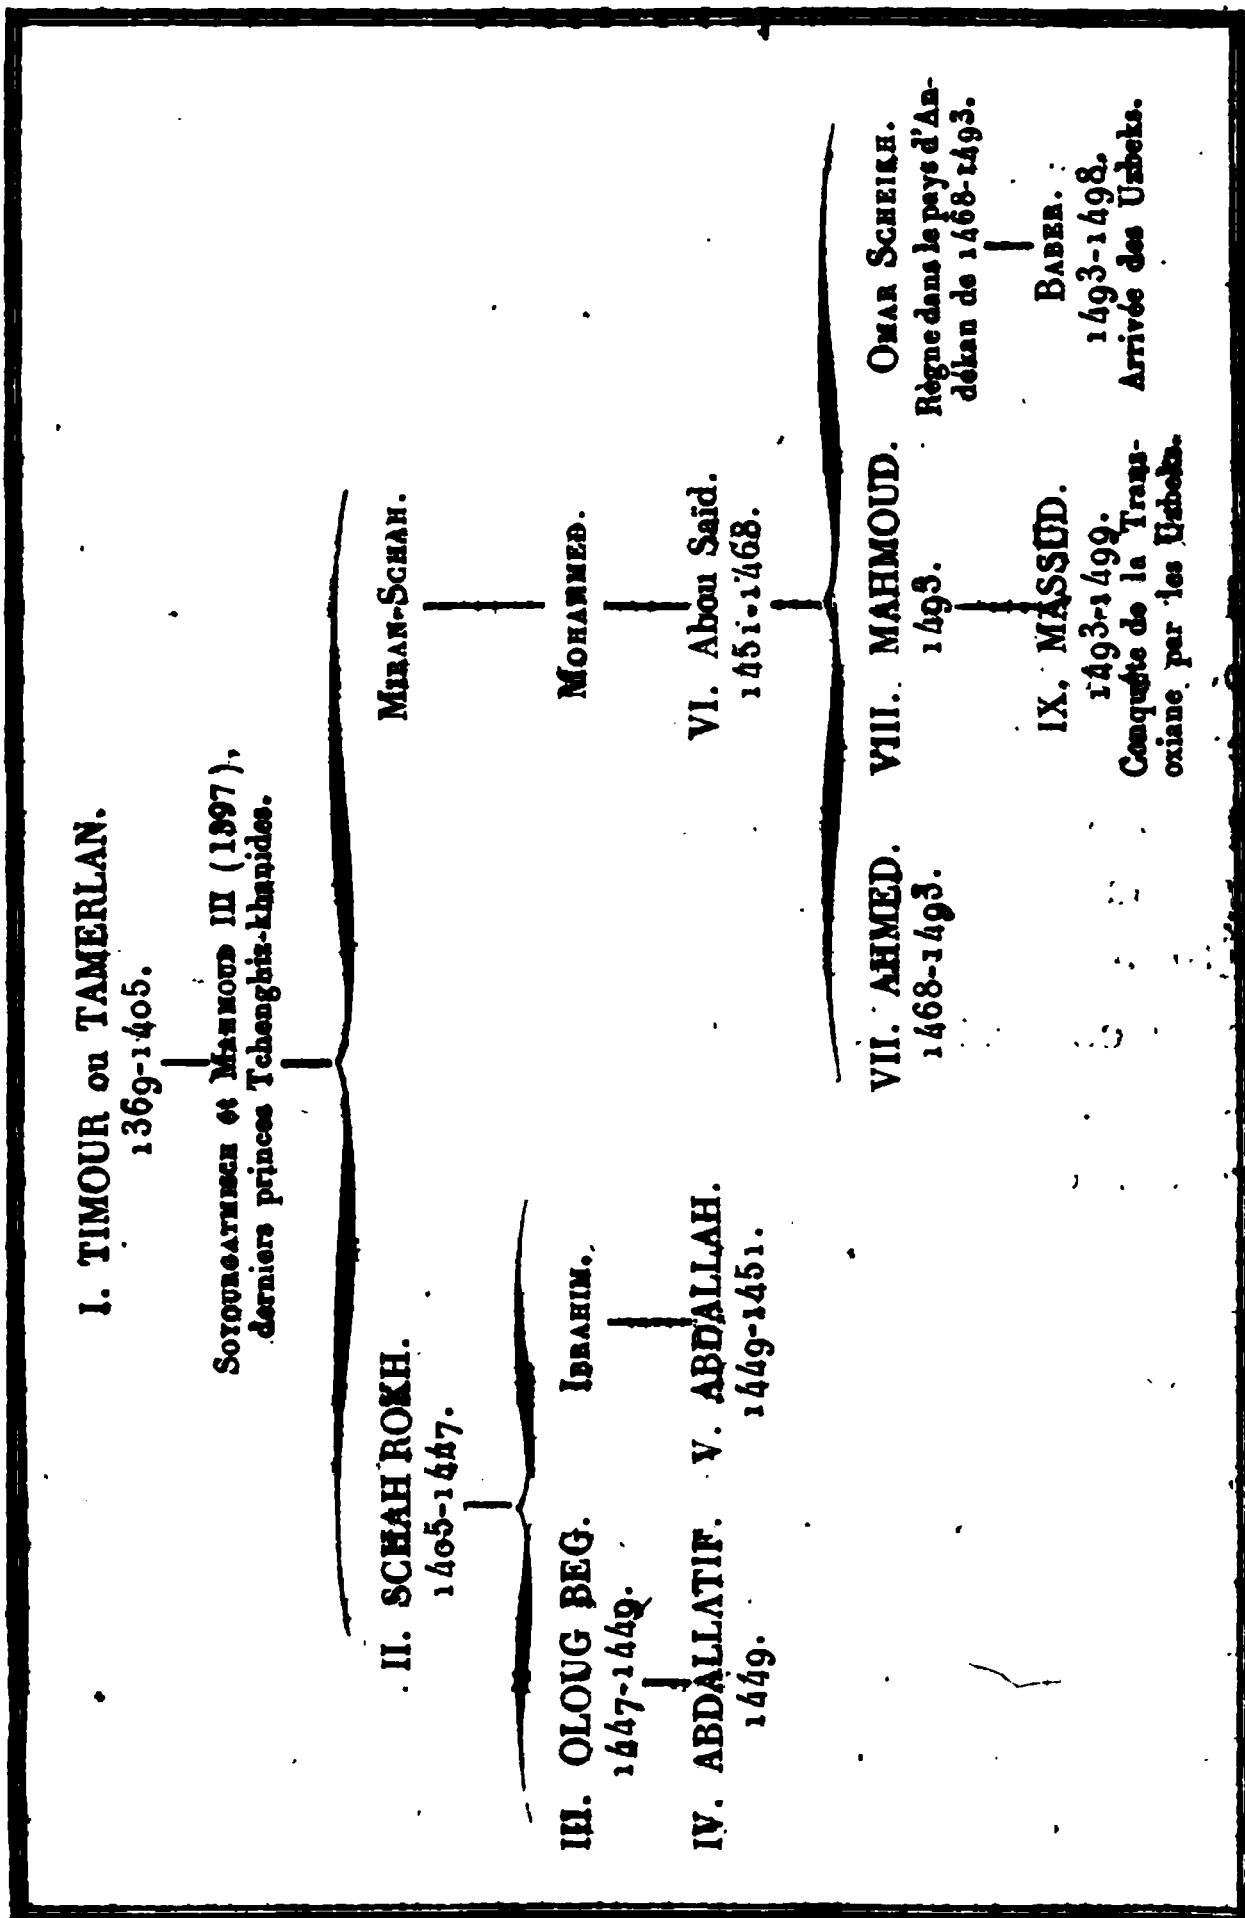 I. TIMOUR ou TAMERLAN.
1369-1405.
SOYOURGATMISCH et MAHMOUD III (1397),
derniers princes Tchenghiz-khanides.
II. SCHAH ROKH.
1405-1447.
MIRAN-SCHAH.
III. OLOUG BEG.
1447-1449.
IBRAHIM.
MOHAMMED.
IV. ABDALLATIF.
1449.
V. ABDALLAH.
1449-1451.
VI. Abou Saïd.
1451-1468.
VII. AHMED.
1468-1493.
VIII. MAHMOUD.
1493.
OMAR SCHEIKH.
Règne dans le pays d'An-
dékan de 1468-1493.
IX. MASSUD.
1493-1499.
Conquête de la Trans-
oxiane par les Uzbeks.
BABER.
1493-1498.
Arrivée des Uzbeks.